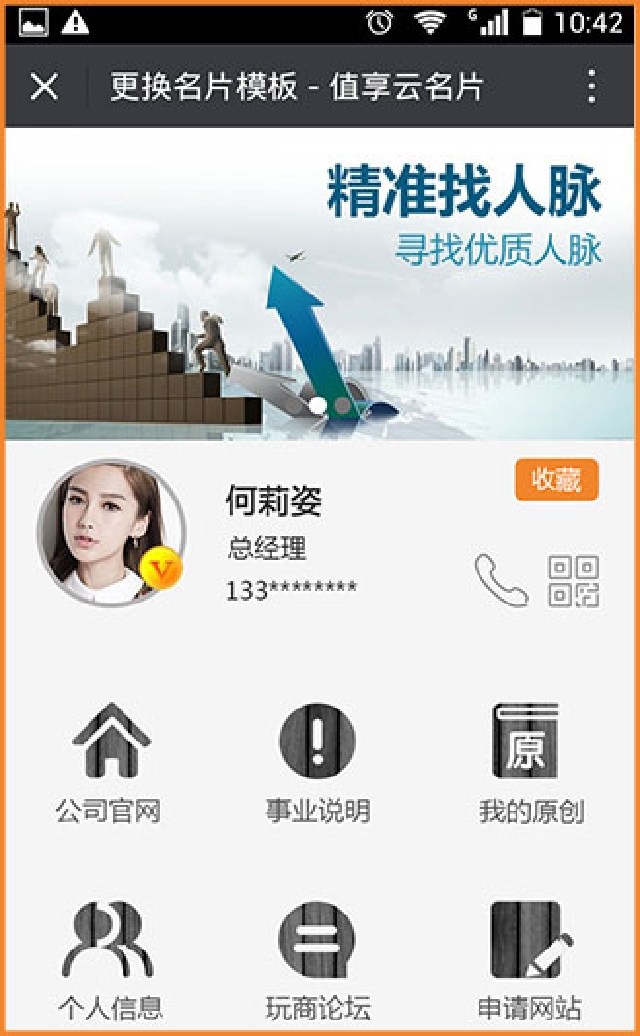 G 10:42
更换名片模板 - 值享云名片
精准找人脉
寻找优质人脉
收藏
何莉姿
V
总经理
133********
原
公司官网 事业说明 我的原创
个人信息 玩商论坛 申请网站